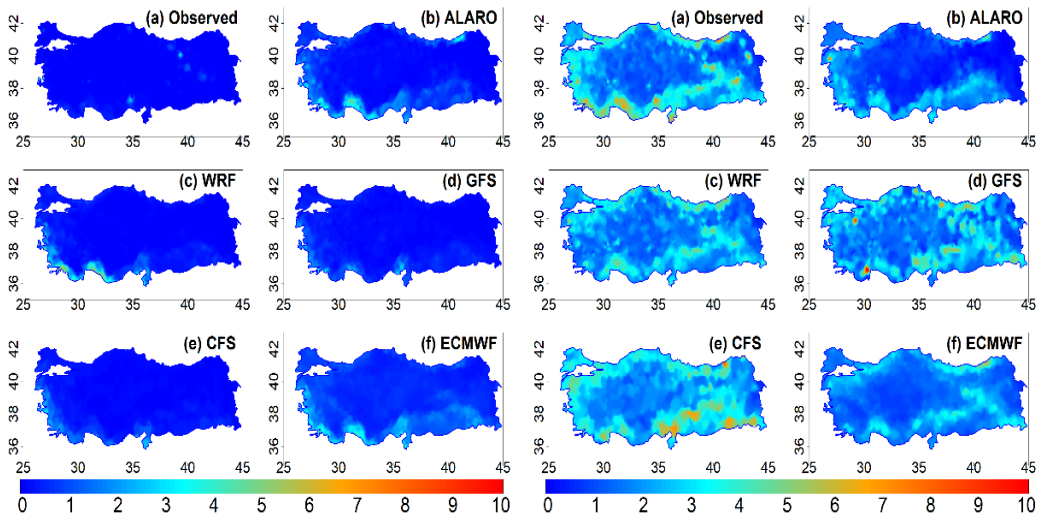 (a) Observed (b) ALARO (a) Observed (b) ALARO
42 42 42 42
40 40 40 40
38 38 38 38
36 36 36 36
25 30 35 40 45 25 30 35 40 45 25 30 35 40 45 25 30 35 40 45
(c) WRF (d) GFS (c) WRF (d) GFS
42 42 42 42
40 40 40 40
38 38 38 38
36 36 36 36
25 30 35 40 45 25 30 35 40 45 25 30 35 40 45 25 30 35 40 45
(e) CFS (f) ECMWF (e) CFS (f) ECMWF
42 42 42 42
40 40 40 40
38 38 38 38
36 36 36 36
25 30 35 40 45 25 30 35 40 45 25 30 35 40 45 25 30 35 40 45
0 1 2 3 4 5 6 7 8 9 10 0 1 2 3 4 5 6 7 8 9 10